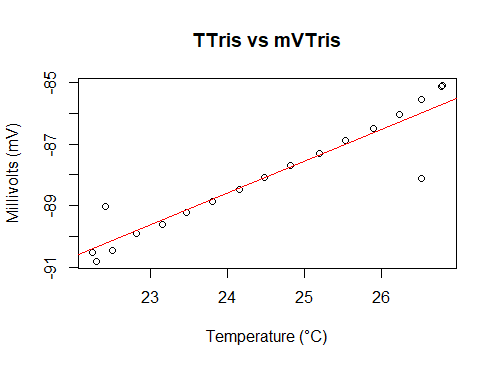 TTris vs mVTris
Millivolts (mV)
-85
-87
-89
-91
23 24 25 26
Temperature (°C)